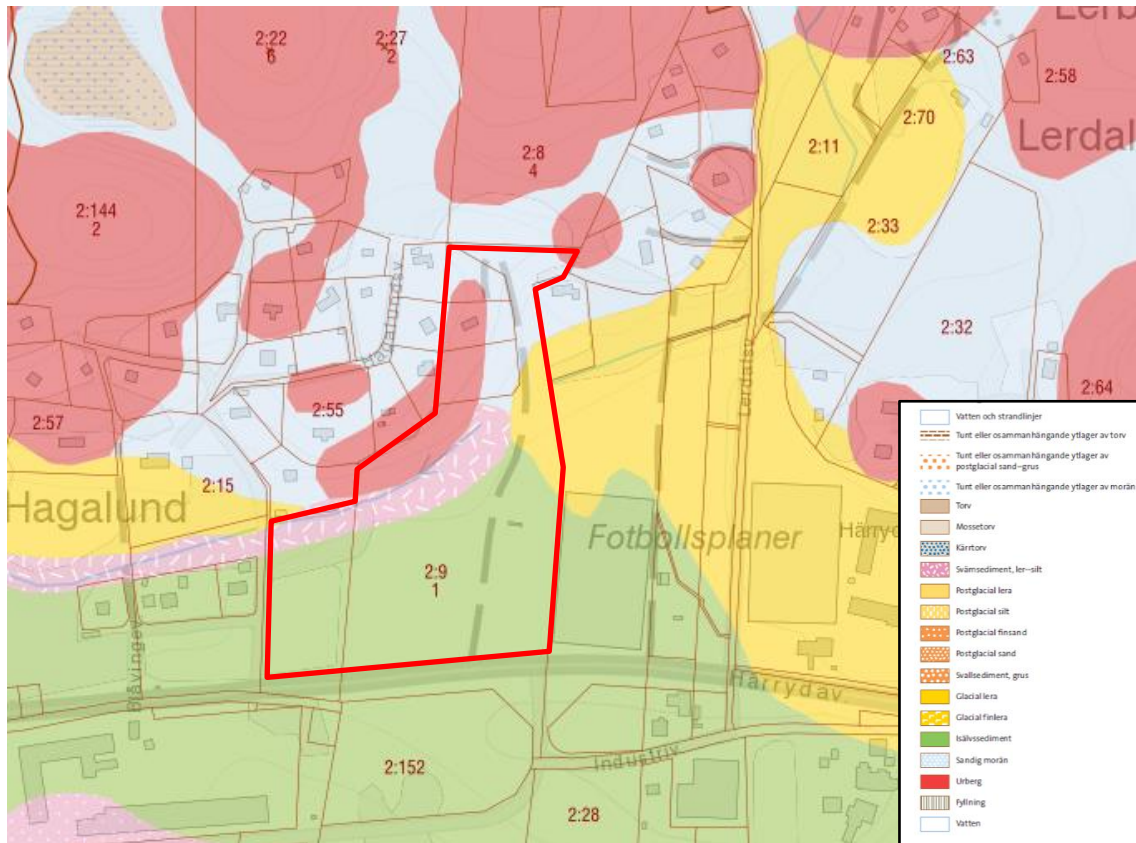 Lerb
2:22
6
2:27
2
2:63
2:58
2:70
2:11
Lerdal
2:8
4
2:144
2
2:33
2:32
Hagalundsv
Lerdalsv
2:64
2:55
2:57
2:15
Hagalund
Fotbollsplaner
Härryd
2:9
1
Härrydav.
Industriv
2:152
2:28
Vatten och strandlinjer
Tunt eller osammanhängande ytlager av torv
Tunt eller osammanhängande ytlager av
postglacial sand--grus
Tunt eller osammanhängande ytlager av morän
Torv
Mossetorv
Kärrtorv
Svämsediment, ler--silt
Postglacial lera
Postglacial silt
Postglacial finsand
Postglacial sand
Svallsediment, grus
Glacial lera
Glacial finlera
Isälvssediment
Sandig morän
Urberg
Fyllning
Vatten